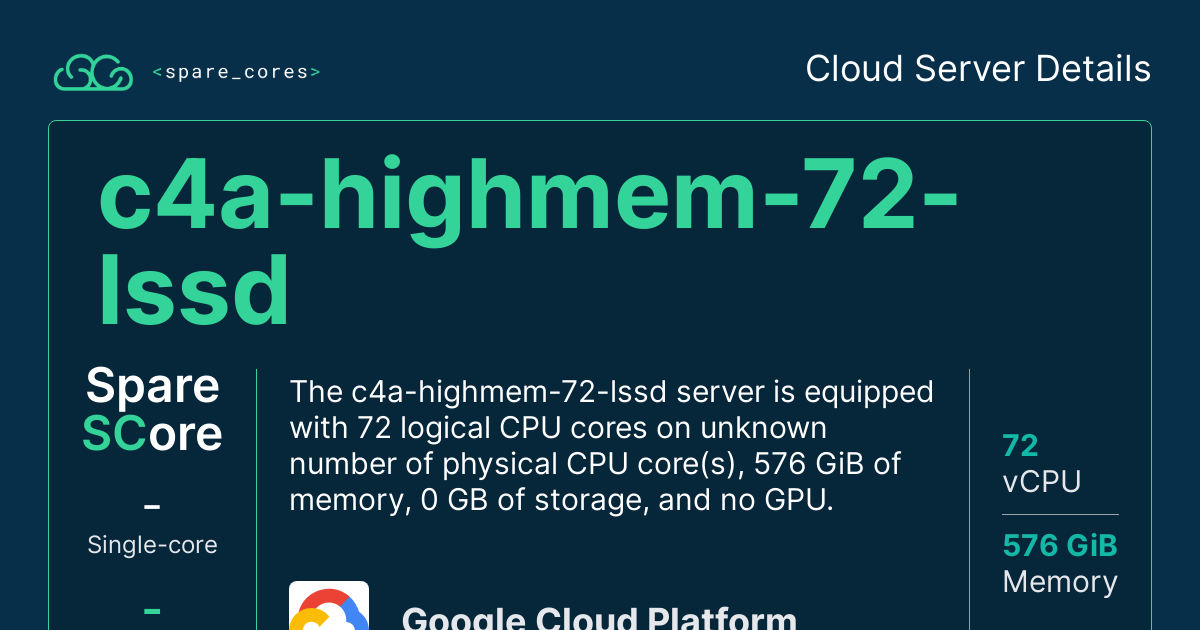 <spare_cores>
Cloud Server Details
c4a-highmem-72-
lssd
Spare
SCore
-
Single-core
-
The c4a-highmem-72-lssd server is equipped
with 72 logical CPU cores on unknown
number of physical CPU core(s), 576 GiB of
memory, 0 GB of storage, and no GPU.
Google Cloud Platform
72
vCPU
576 GiB
Memory